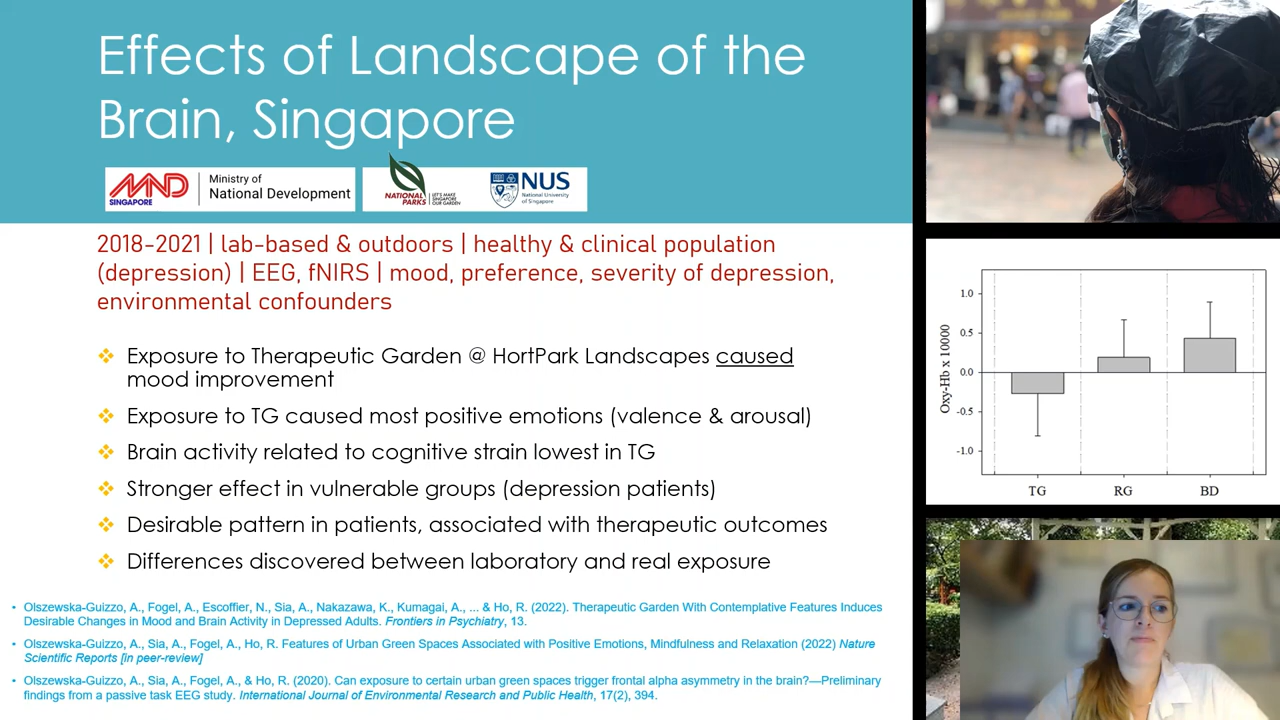 Effects of Landscape of the
Brain, Singapore
MND
SINGAPORE
Ministry of
National Development
NATIONAL
PARKS
LET'S MAKE
SINGAPORE
OUR GARDEN
NUS
National University
of Singapore
2018-2021 | lab-based & outdoors | healthy & clinical population
(depression) | EEG, fNIRS | mood, preference, severity of depression,
environmental confounders
❖ Exposure to Therapeutic Garden @ HortPark Landscapes caused
mood improvement
❖ Exposure to TG caused most positive emotions (valence & arousal)
❖ Brain activity related to cognitive strain lowest in TG
❖ Stronger effect in vulnerable groups (depression patients)
❖ Desirable pattern in patients, associated with therapeutic outcomes
❖ Differences discovered between laboratory and real exposure
• Olszewska-Guizzo, A., Fogel, A., Escoffier, N., Sia, A., Nakazawa, K., Kumagai, A., ... & Ho, R. (2022). Therapeutic Garden With Contemplative Features Induces
Desirable Changes in Mood and Brain Activity in Depressed Adults. Frontiers in Psychiatry, 13.
• Olszewska-Guizzo, A., Sia, A., Fogel, A., Ho, R. Features of Urban Green Spaces Associated with Positive Emotions, Mindfulness and Relaxation (2022) Nature
Scientific Reports [in peer-review]
• Olszewska-Guizzo, A., Sia, A., Fogel, A., & Ho, R. (2020). Can exposure to certain urban green spaces trigger frontal alpha asymmetry in the brain?—Preliminary
findings from a passive task EEG study. International Journal of Environmental Research and Public Health, 17(2), 394.
Oxy-Hb x 10000
1.0
0.5
0.0
-0.5
-1.0
TG RG BD